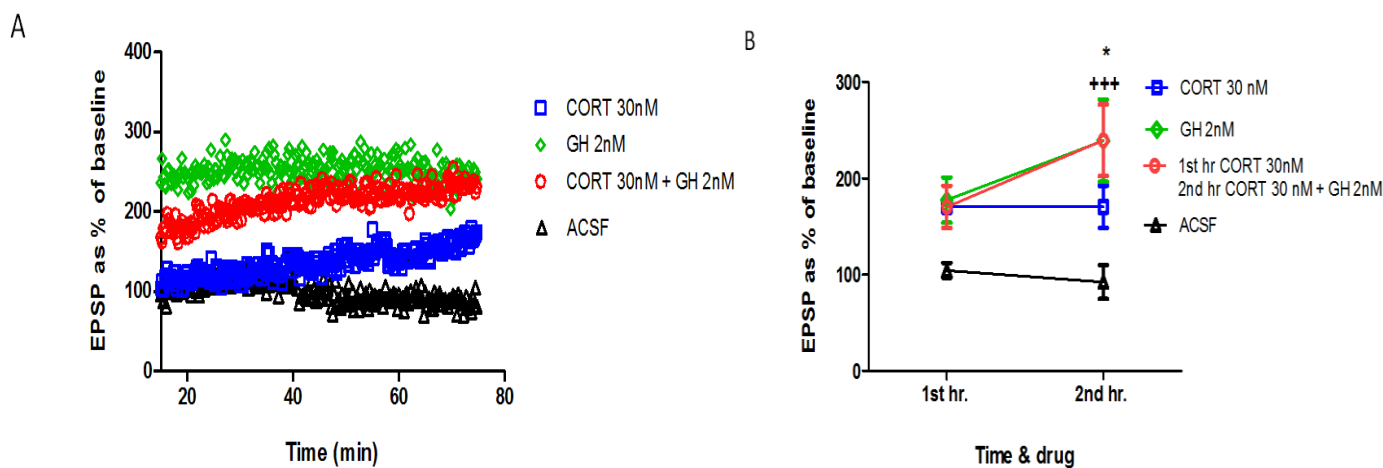 A
EPSP as % of baseline
400
300
200
100
0
20
40
60
80
Time (min)
CORT 30nM
GH 2nM
CORT 30nM + GH 2nM
ACSF
B
EPSP as % of baseline
300
200
100
0
*
+++
1st hr.
2nd hr.
Time & drug
CORT 30 nM
GH 2nM
1st hr CORT 30nM
2nd hr CORT 30 nM + GH 2nM
ACSF